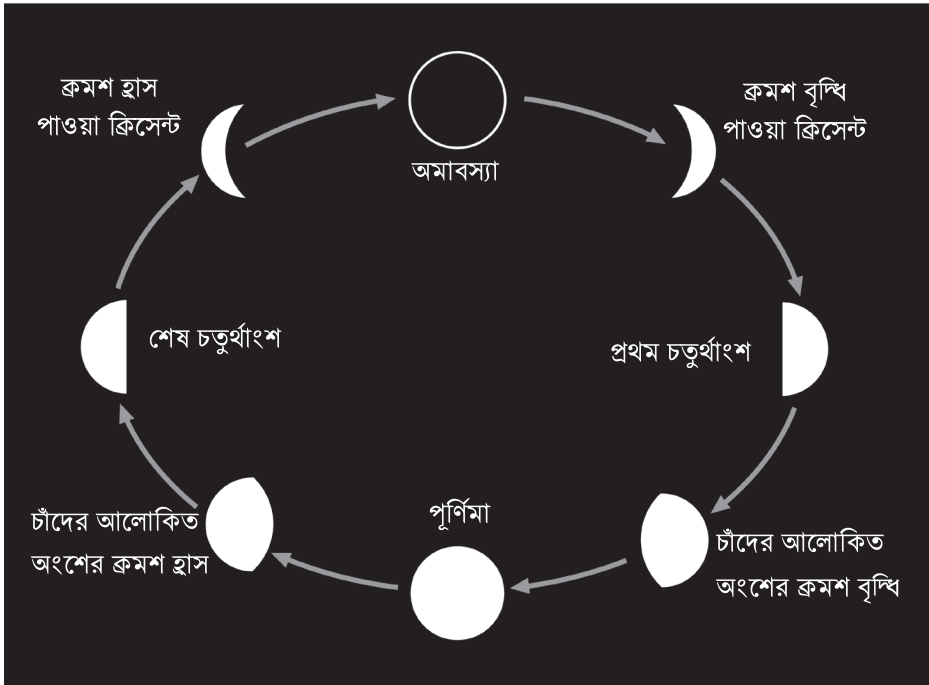 ক্রমশ হ্রাস
পাওয়া ক্রিসেন্ট
অমাবস্যা
ক্রমশ বৃদ্ধি
পাওয়া ক্রিসেন্ট
শেষ চতুর্থাংশ
প্রথম চতুর্থাংশ
চাঁদের আলোকিত
অংশের ক্রমশ হ্রাস
পূর্ণিমা
চাঁদের আলোকিত
অংশের ক্রমশ বৃদ্ধি